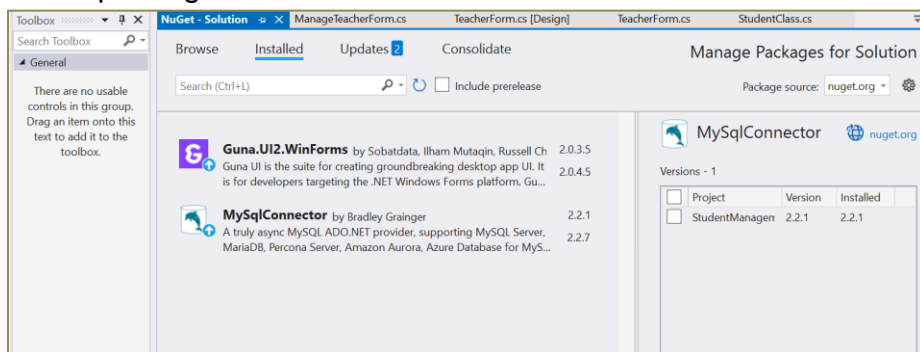 Toolbox
NuGet - Solution
ManageTeacherForm.cs
TeacherForm.cs [Design]
TeacherForm.cs
StudentClass.cs
Search Toolbox
General
There are no usable
controls in this group.
Drag an item onto this
text to add it to the
toolbox.
Browse
Installed
Updates 2
Consolidate
Manage Packages for Solution
Search (Ctrl+L)
Include prerelease
Package source: nuget.org
Guna.UI2.WinForms by Sobatdata, Ilham Mutaqin, Russell Ch 2.0.3.5
Guna UI is the suite for creating groundbreaking desktop app UI. It 2.0.4.5
is for developers targeting the .NET Windows Forms platform. Gu...
MySqlConnector by Bradley Grainger 2.2.1
A truly async MySQL ADO.NET provider, supporting MySQL Server, 2.2.7
MariaDB, Percona Server, Amazon Aurora, Azure Database for MyS...
MySqlConnector
nuget.org
Versions - 1
Project Version Installed
StudentManagem 2.2.1 2.2.1